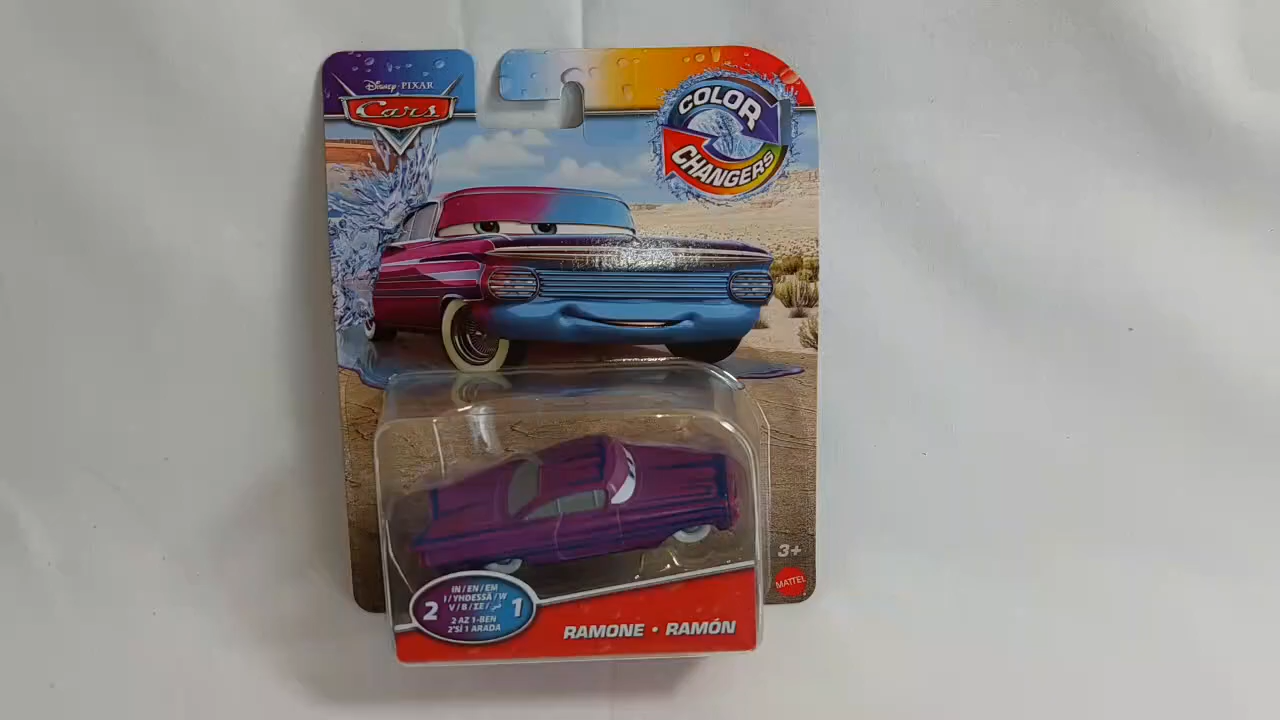 Disney·PIXAR
Cars
COLOR
CHANGERS
3+
MATTEL
2
IN / EN / EM
I / YHDESSÄ / W
V / B / ΣΕ /
2 AZ 1-BEN
2'Sİ 1 ARADA
1
RAMONE • RAMÓN